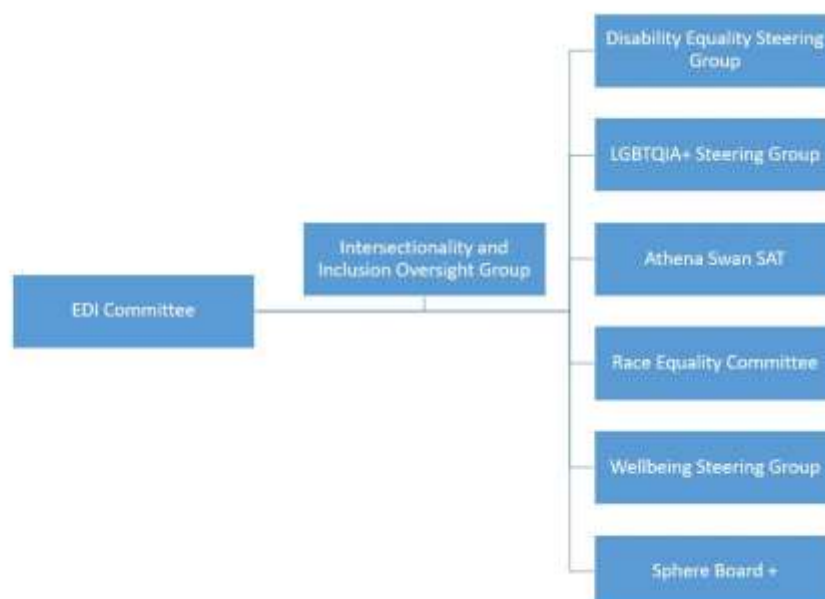 Disability Equality Steering
Group
LGBTQIA+ Steering Group
Intersectionality and
Inclusion Oversight Group
Athena Swan SAT
EDI Committee
Race Equality Committee
Wellbeing Steering Group
Sphere Board +